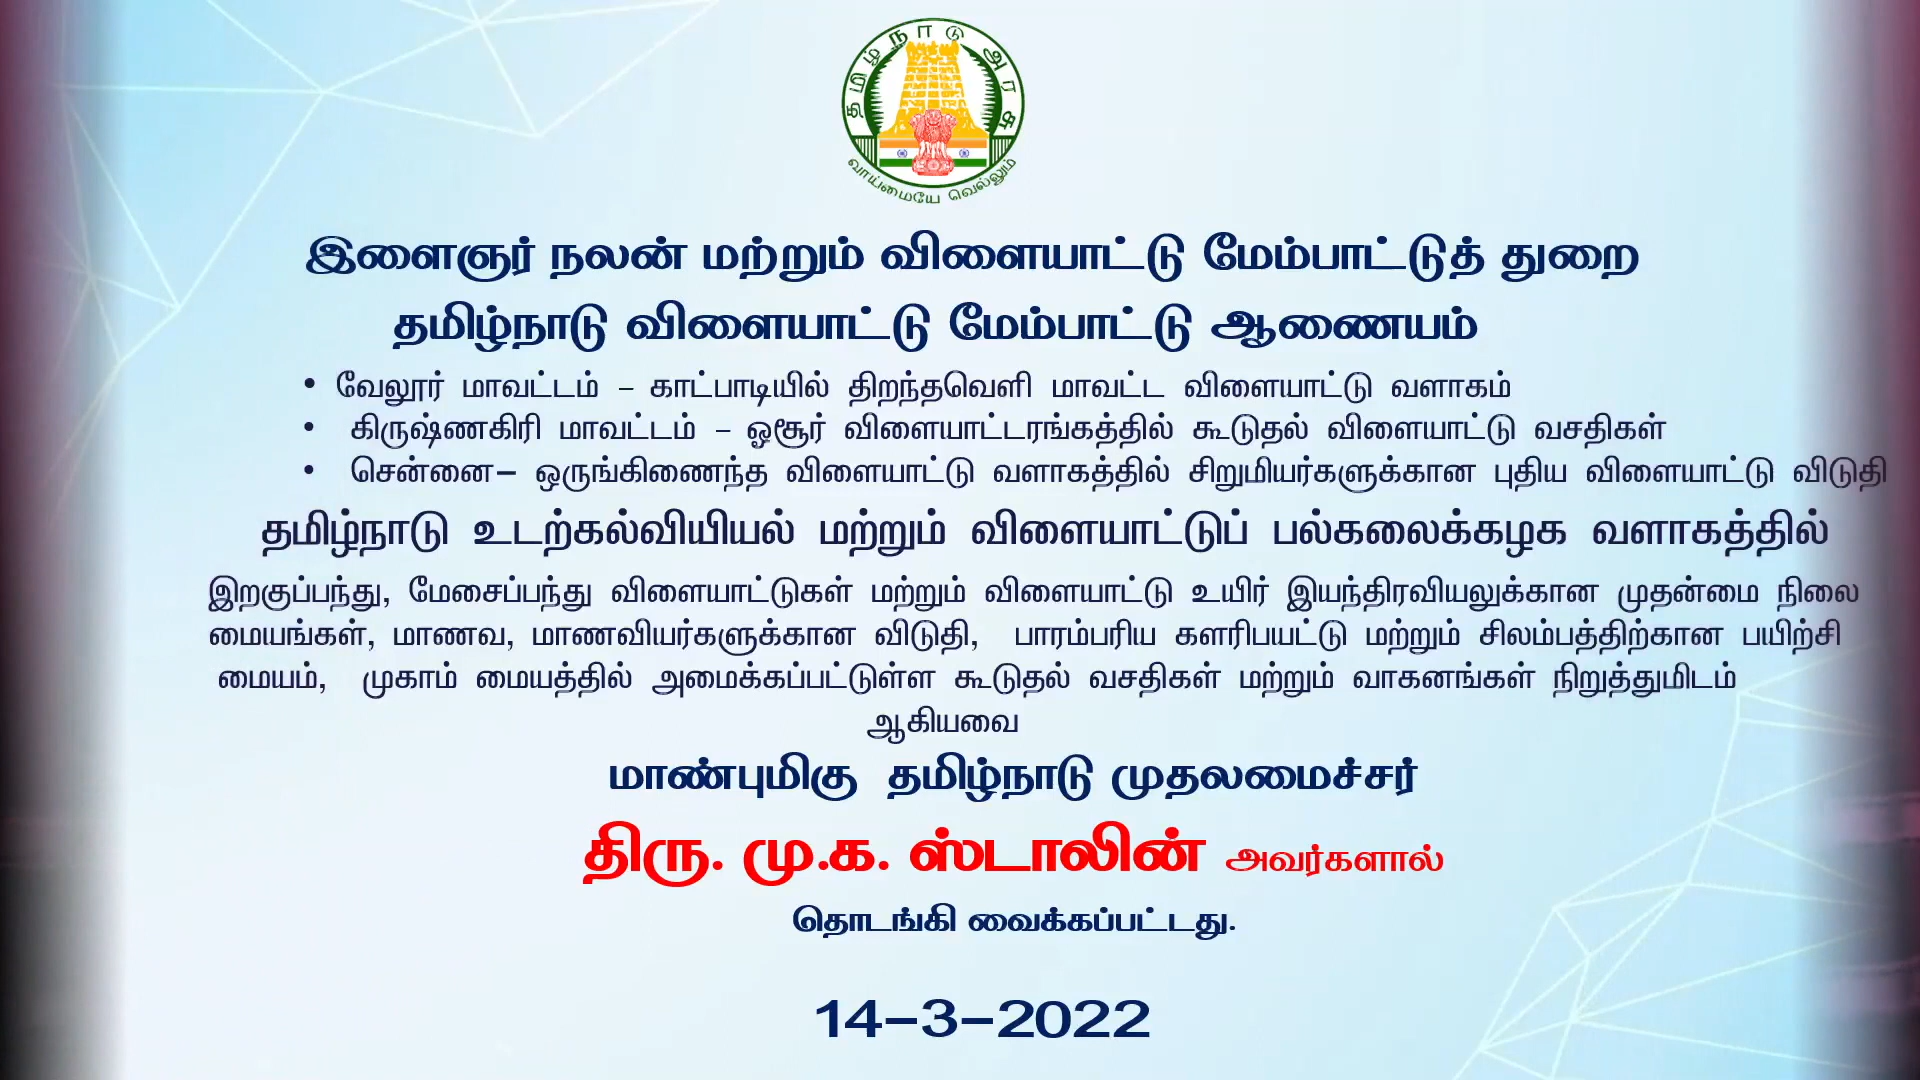 தமிழ்நாடு அரசு
வாய்மையே வெல்லும்
இளைஞர் நலன் மற்றும் விளையாட்டு மேம்பாட்டுத் துறை
தமிழ்நாடு விளையாட்டு மேம்பாட்டு ஆணையம்
• வேலூர் மாவட்டம் – காட்பாடியில் திறந்தவெளி மாவட்ட விளையாட்டு வளாகம்
• கிருஷ்ணகிரி மாவட்டம் – ஓசூர் விளையாட்டரங்கத்தில் கூடுதல் விளையாட்டு வசதிகள்
• சென்னை– ஒருங்கிணைந்த விளையாட்டு வளாகத்தில் சிறுமியர்களுக்கான புதிய விளையாட்டு விடுதி
தமிழ்நாடு உடற்கல்வியியல் மற்றும் விளையாட்டுப் பல்கலைக்கழக வளாகத்தில்
இறகுப்பந்து, மேசைப்பந்து விளையாட்டுகள் மற்றும் விளையாட்டு உயிர் இயந்திரவியலுக்கான முதன்மை நிலை
மையங்கள், மாணவ, மாணவியர்களுக்கான விடுதி, பாரம்பரிய களரிபயட்டு மற்றும் சிலம்பத்திற்கான பயிற்சி
மையம், முகாம் மையத்தில் அமைக்கப்பட்டுள்ள கூடுதல் வசதிகள் மற்றும் வாகனங்கள் நிறுத்துமிடம்
ஆகியவை
மாண்புமிகு தமிழ்நாடு முதலமைச்சர்
திரு. மு.க. ஸ்டாலின் அவர்களால்
தொடங்கி வைக்கப்பட்டது.
14–3–2022